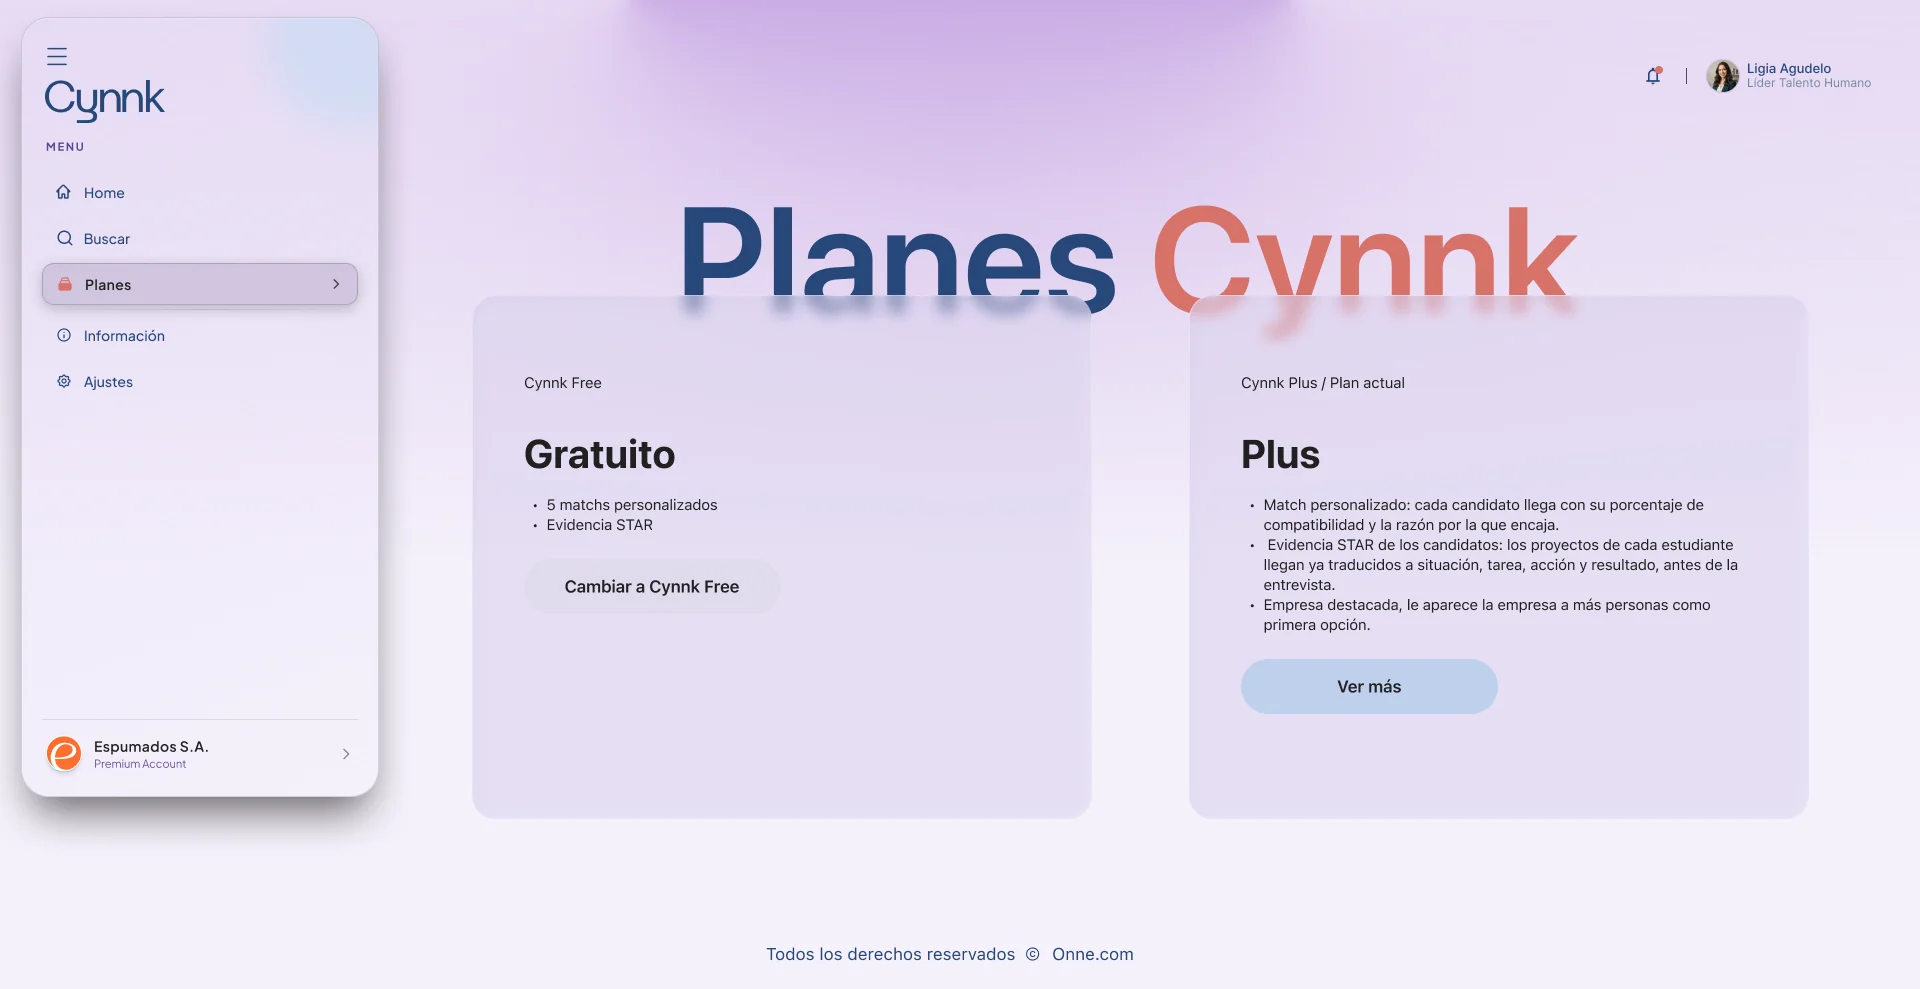 Cynnk
MENU
Home
Buscar
Planes
Información
Ajustes
Espumados S.A.
Premium Account
Ligia Agudelo
Líder Talento Humano
Planes Cynnk
Cynnk Free
Gratuito
• 5 matchs personalizados
• Evidencia STAR
Cambiar a Cynnk Free
Cynnk Plus / Plan actual
Plus
• Match personalizado: cada candidato llega con su porcentaje de
compatibilidad y la razón por la que encaja.
• Evidencia STAR de los candidatos: los proyectos de cada estudiante
llegan ya traducidos a situación, tarea, acción y resultado, antes de la
entrevista.
• Empresa destacada, le aparece la empresa a más personas como
primera opción.
Ver más
Todos los derechos reservados © Onne.com